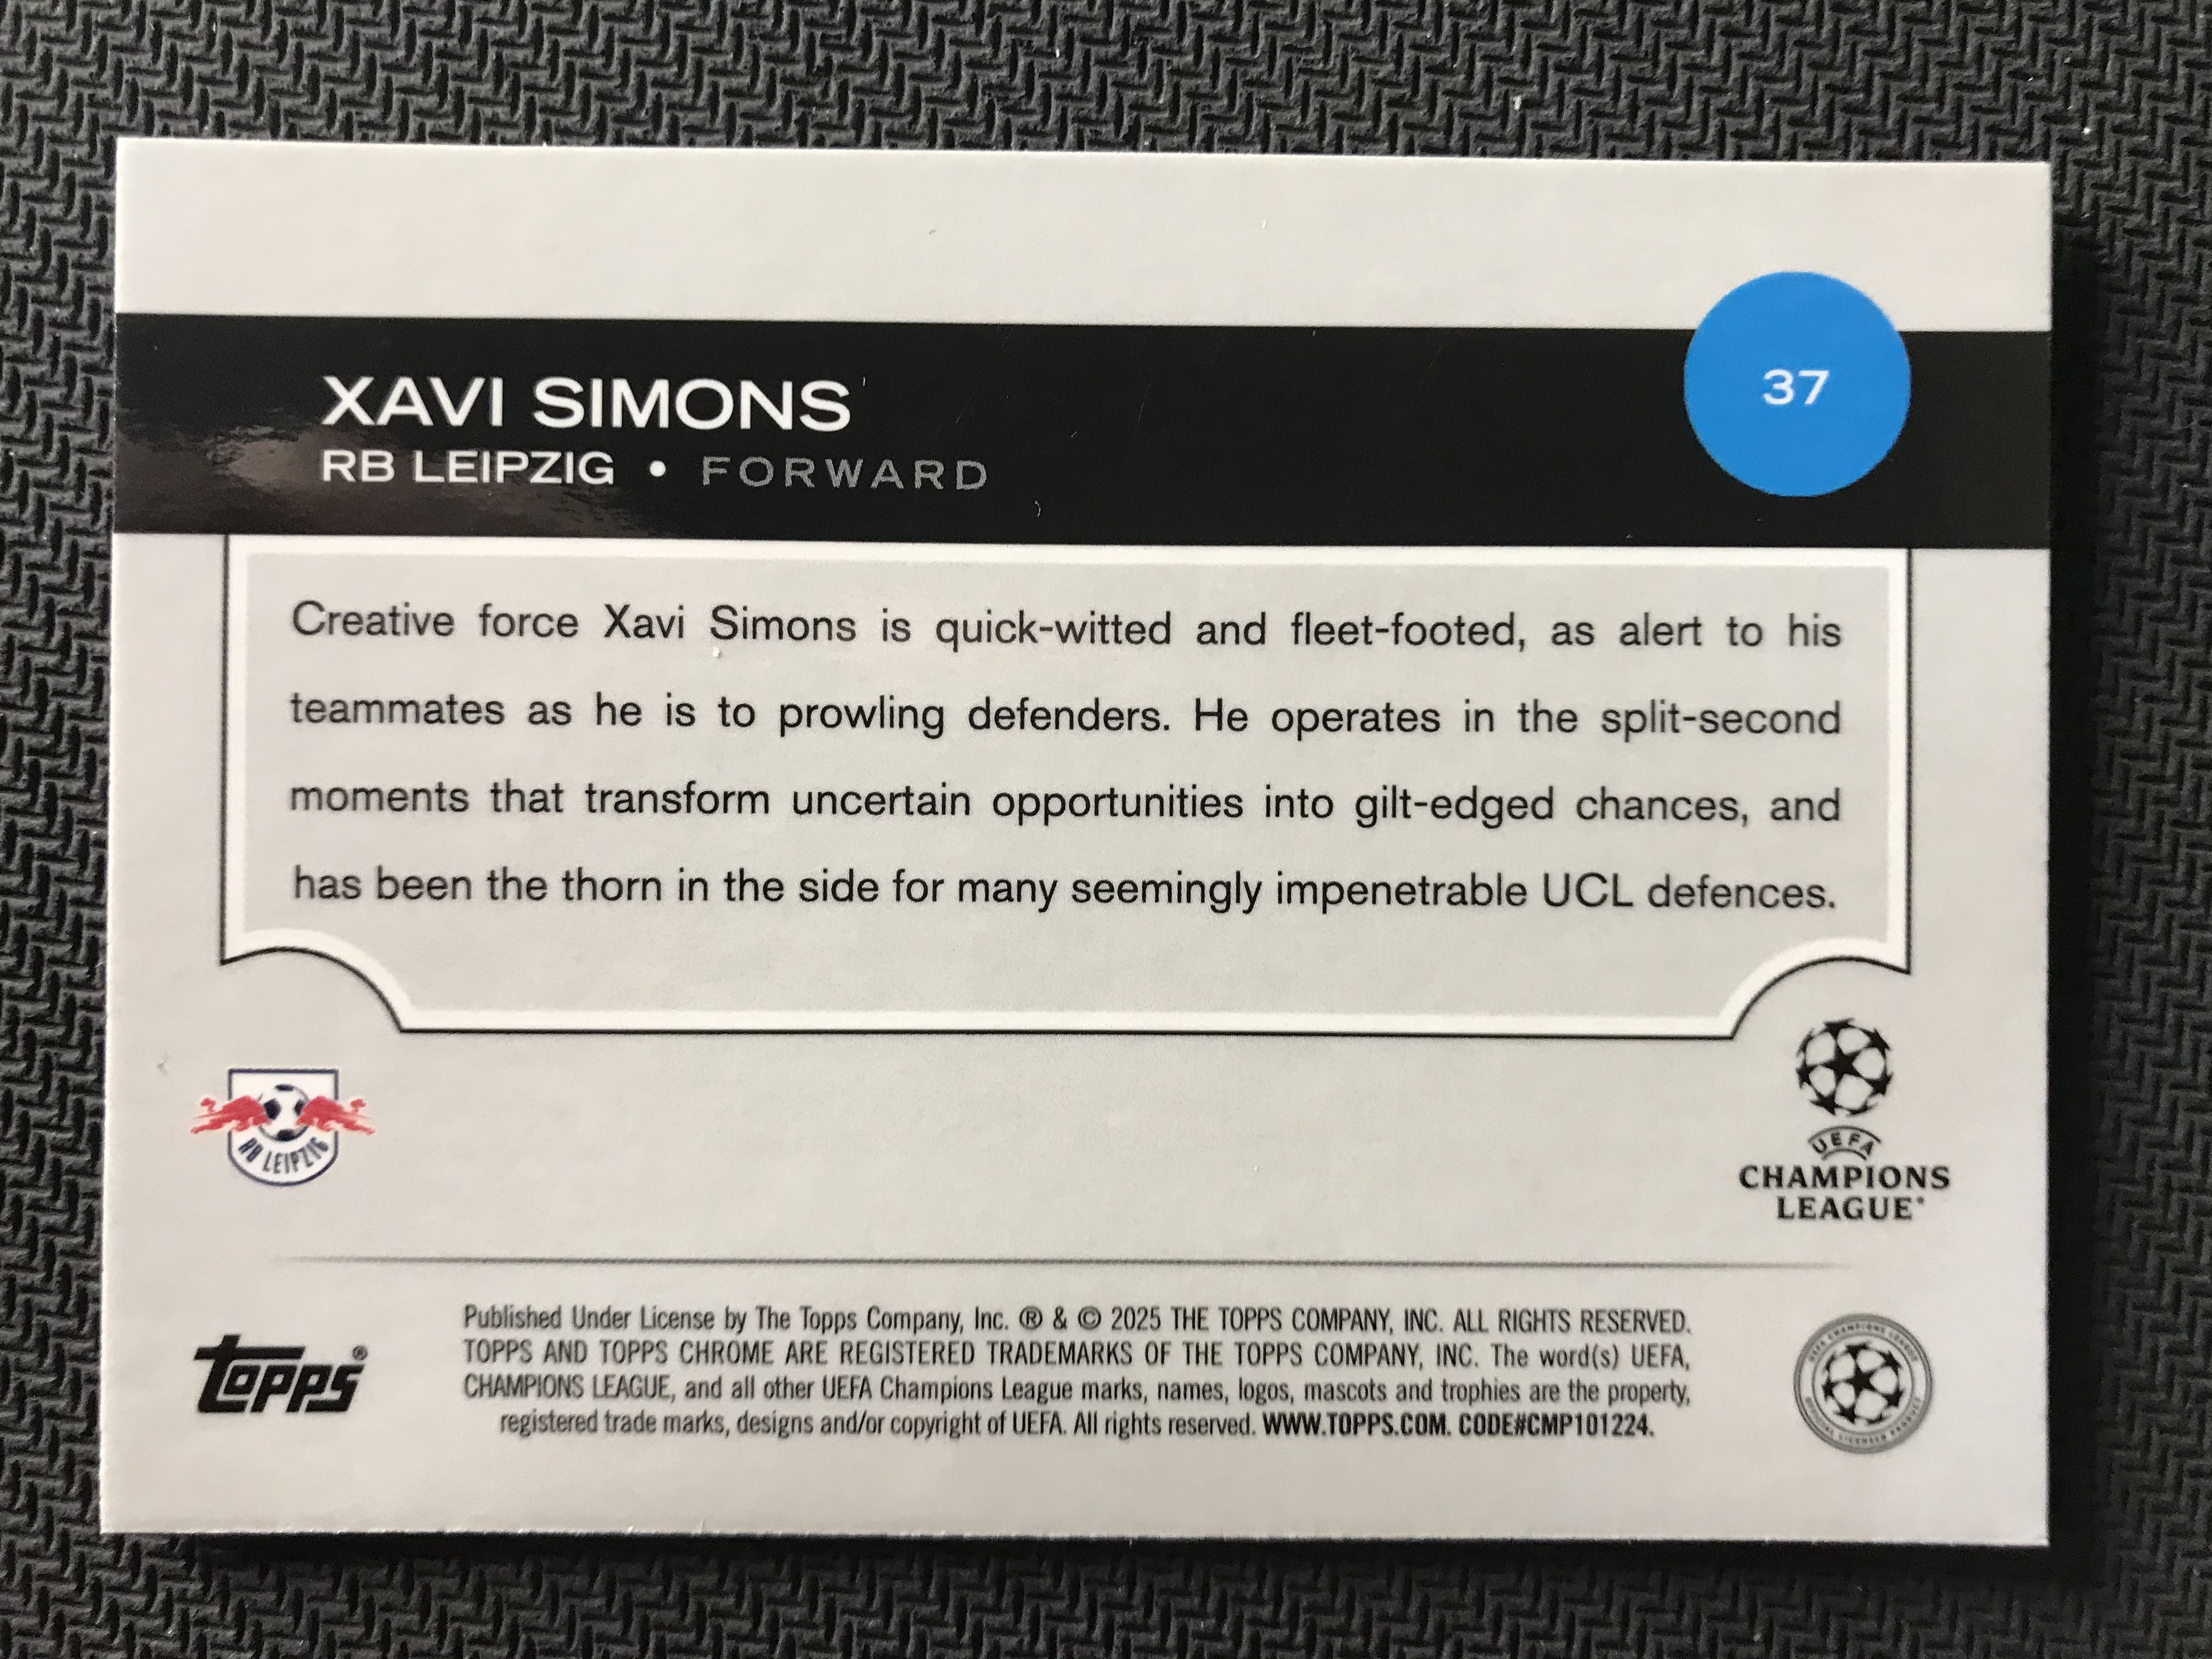 XAVI SIMONS
RB LEIPZIG • FORWARD
37
Creative force Xavi Simons is quick-witted and fleet-footed, as alert to his
teammates as he is to prowling defenders. He operates in the split-second
moments that transform uncertain opportunities into gilt-edged chances, and
has been the thorn in the side for many seemingly impenetrable UCL defences.
RB LEIPZIG
UEFA
CHAMPIONS
LEAGUE®
topps®
Published Under License by The Topps Company, Inc. ® & © 2025 THE TOPPS COMPANY, INC. ALL RIGHTS RESERVED.
TOPPS AND TOPPS CHROME ARE REGISTERED TRADEMARKS OF THE TOPPS COMPANY, INC. The word(s) UEFA,
CHAMPIONS LEAGUE, and all other UEFA Champions League marks, names, logos, mascots and trophies are the property,
registered trade marks, designs and/or copyright of UEFA. All rights reserved. WWW.TOPPS.COM. CODE#CMP101224.
UEFA CHAMPIONS LEAGUE
OFFICIAL LICENSED PRODUCT